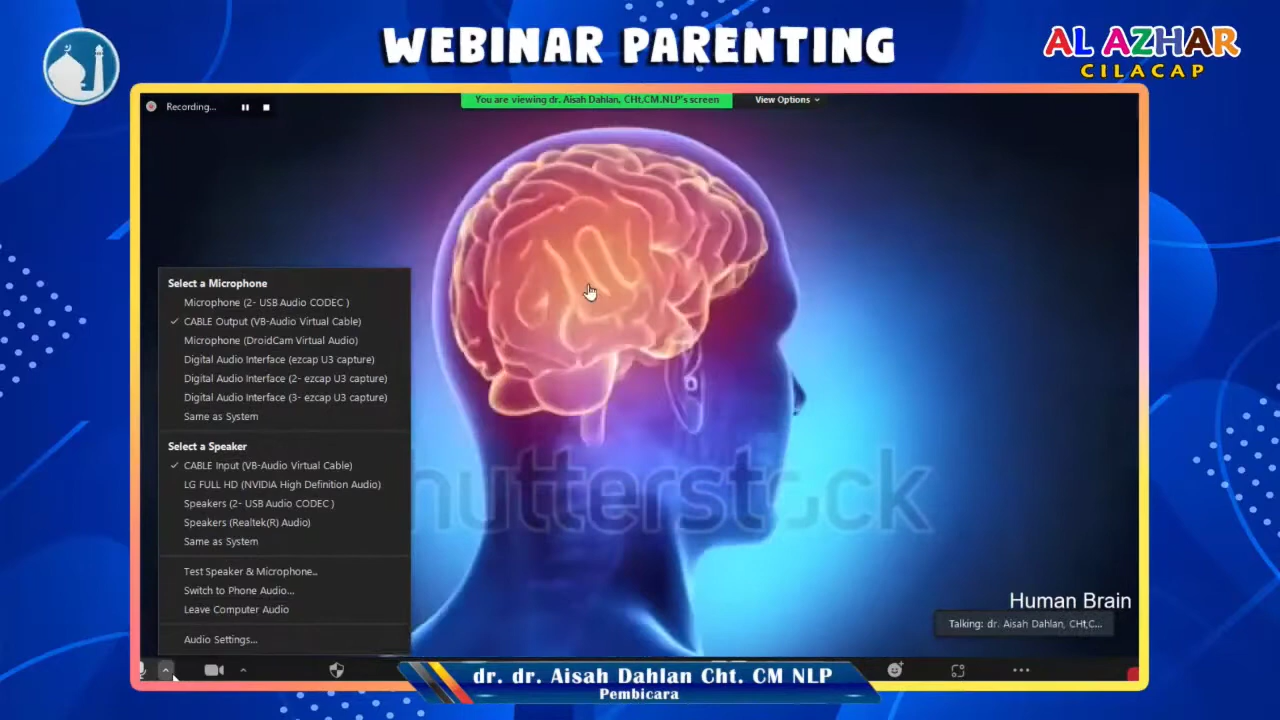 WEBINAR PARENTING
AL AZHAR
CILACAP
Recording...
You are viewing dr. Aisah Dahlan, CHt,CM.NLP's screen
View Options
Select a Microphone
Microphone (2- USB Audio CODEC )
CABLE Output (VB-Audio Virtual Cable)
Microphone (DroidCam Virtual Audio)
Digital Audio Interface (ezcap U3 capture)
Digital Audio Interface (2- ezcap U3 capture)
Digital Audio Interface (3- ezcap U3 capture)
Same as System
Select a Speaker
CABLE Input (VB-Audio Virtual Cable)
LG FULL HD (NVIDIA High Definition Audio)
Speakers (2- USB Audio CODEC )
Speakers (Realtek(R) Audio)
Same as System
Test Speaker & Microphone...
Switch to Phone Audio...
Leave Computer Audio
Audio Settings...
shutterstock
Human Brain
Talking: dr. Aisah Dahlan, CHt,C...
dr. dr. Aisah Dahlan Cht. CM NLP
Pembicara